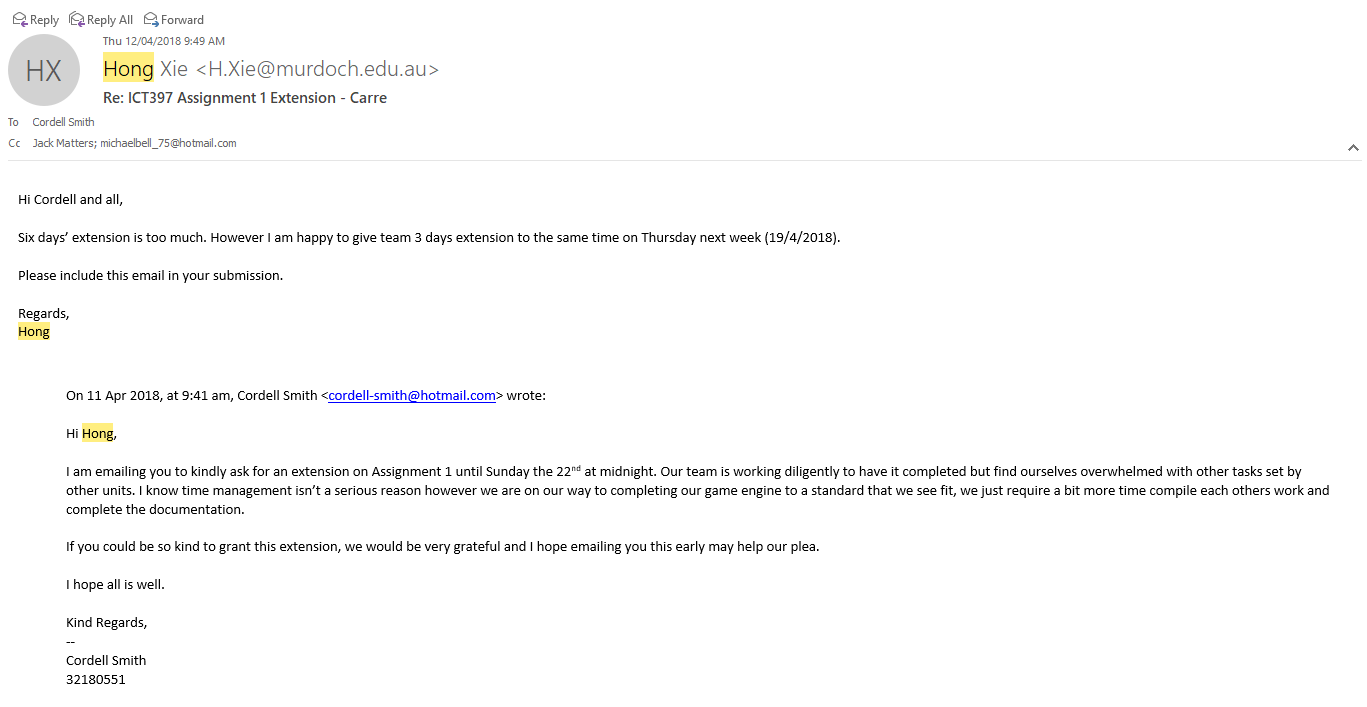 Reply Reply All Forward
Thu 12/04/2018 9:49 AM
HX
Hong Xie <H.Xie@murdoch.edu.au>
Re: ICT397 Assignment 1 Extension - Carre
To Cordell Smith
Cc Jack Matters; michaelbell_75@hotmail.com
Hi Cordell and all,
Six days’ extension is too much. However I am happy to give team 3 days extension to the same time on Thursday next week (19/4/2018).
Please include this email in your submission.
Regards,
Hong
On 11 Apr 2018, at 9:41 am, Cordell Smith <cordell-smith@hotmail.com> wrote:
Hi Hong,
I am emailing you to kindly ask for an extension on Assignment 1 until Sunday the 22nd at midnight. Our team is working diligently to have it completed but find ourselves overwhelmed with other tasks set by
other units. I know time management isn’t a serious reason however we are on our way to completing our game engine to a standard that we see fit, we just require a bit more time compile each others work and
complete the documentation.
If you could be so kind to grant this extension, we would be very grateful and I hope emailing you this early may help our plea.
I hope all is well.
Kind Regards,
--
Cordell Smith
32180551